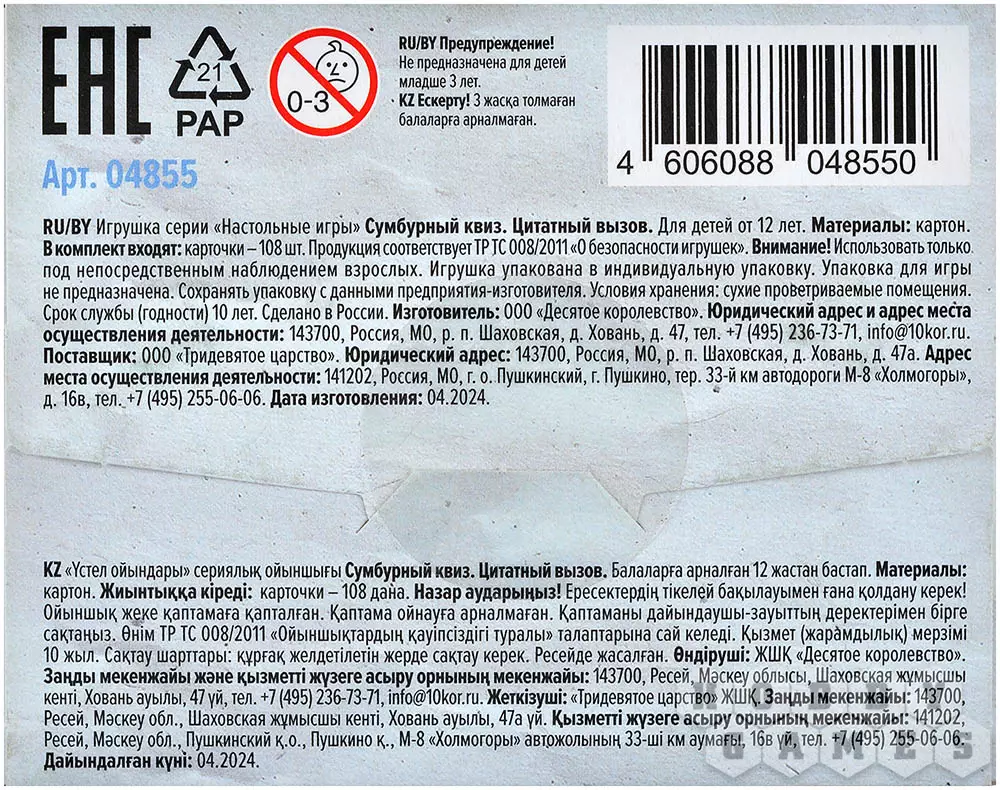 EAC
21
PAP
0-3
RU/BY Предупреждение!
Не предназначена для детей
младше 3 лет.
· KZ Ескерту! 3 жасқа толмаған
балаларға арналмаған.
4 606088 048550
Арт. 04855
RU/BY Игрушка серии «Настольные игры» Сумбурный квиз. Цитатный вызов. Для детей от 12 лет. Материалы: картон.
В комплект входят: карточки – 108 шт. Продукция соответствует ТР ТС 008/2011 «О безопасности игрушек». Внимание! Использовать только
под непосредственным наблюдением взрослых. Игрушка упакована в индивидуальную упаковку. Упаковка для игры
не предназначена. Сохранять упаковку с данными предприятия-изготовителя. Условия хранения: сухие проветриваемые помещения.
Срок службы (годности) 10 лет. Сделано в России. Изготовитель: ООО «Десятое королевство». Юридический адрес и адрес места
осуществления деятельности: 143700, Россия, МО, р. п. Шаховская, д. Ховань, д. 47, тел. +7 (495) 236-73-71, info@10kor.ru.
Поставщик: ООО «Тридевятое царство». Юридический адрес: 143700, Россия, МО, р. п. Шаховская, д. Ховань, д. 47а. Адрес
места осуществления деятельности: 141202, Россия, МО, г. о. Пушкинский, г. Пушкино, тер. 33-й км автодороги М-8 «Холмогоры»,
д. 16в, тел. +7 (495) 255-06-06. Дата изготовления: 04.2024.
KZ «Үстел ойындары» сериялық ойыншығы Сумбурный квиз. Цитатный вызов. Балаларға арналған 12 жастан бастап. Материалы:
картон. Жиынтыққа кіреді: карточки – 108 дана. Назар аударыңыз! Ересектердің тікелей бақылауымен ғана қолдану керек!
Ойыншық жеке қаптамаға қапталған. Қаптама ойнауға арналмаған. Қаптаманы дайындаушы-зауыттың деректерімен бірге
сақтаңыз. Өнім ТР ТС 008/2011 «Ойыншықтардың қауіпсіздігі туралы» талаптарына сай келеді. Қызмет (жарамдылық) мерзімі
10 жыл. Сақтау шарттары: құрғақ желдетілетін жерде сақтау керек. Ресейде жасалған. Өндіруші: ЖШҚ «Десятое королевство».
Заңды мекенжайы және қызметті жүзеге асыру орнының мекенжайы: 143700, Ресей, Мәскеу облысы, Шаховская жұмысшы
кенті, Ховань ауылы, 47 үй, тел. +7 (495) 236-73-71, info@10kor.ru. Жеткізуші: «Тридевятое царство» ЖШҚ. Заңды мекенжайы: 143700,
Ресей, Мәскеу обл., Шаховская жұмысшы кенті, Ховань ауылы, 47а үй. Қызметті жүзеге асыру орнының мекенжайы: 141202,
Ресей, Мәскеу обл., Пушкинский қ.о., Пушкино қ., М-8 «Холмогоры» автожолының 33-ші км аумағы, 16в үй, тел. +7 (495) 255-06-06.
Дайындалған күні: 04.2024.
HOBBY
GAMES